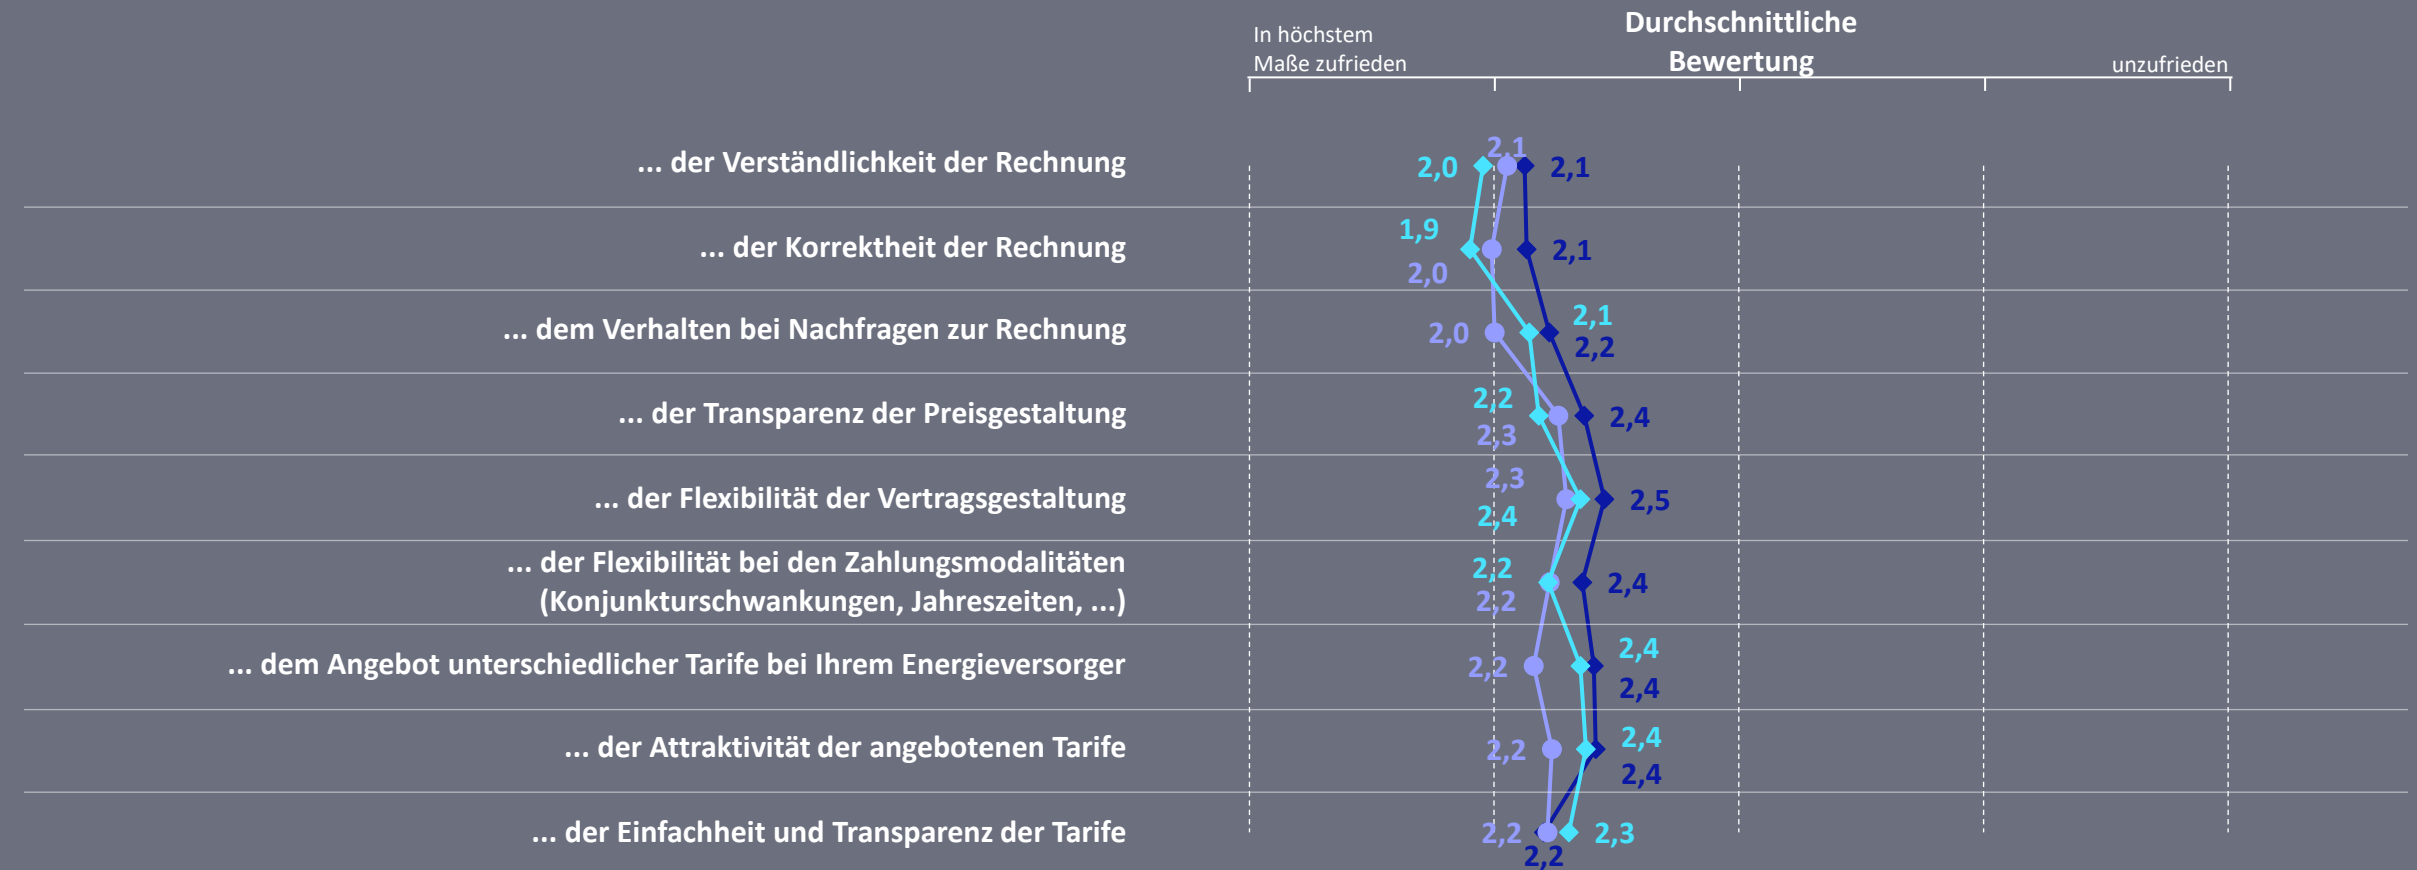 In höchstem
Maße zufrieden
Durchschnittliche
Bewertung
unzufrieden
... der Verständlichkeit der Rechnung
2,0
2,1
2,1
... der Korrektheit der Rechnung
1,9
2,0
2,1
... dem Verhalten bei Nachfragen zur Rechnung
2,0
2,1
2,2
... der Transparenz der Preisgestaltung
2,2
2,3
2,4
... der Flexibilität der Vertragsgestaltung
2,3
2,4
2,5
... der Flexibilität bei den Zahlungsmodalitäten
(Konjunkturschwankungen, Jahreszeiten, ...)
2,2
2,2
2,4
... dem Angebot unterschiedlicher Tarife bei Ihrem Energieversorger
2,2
2,4
2,4
... der Attraktivität der angebotenen Tarife
2,2
2,4
2,4
... der Einfachheit und Transparenz der Tarife
2,2
2,2
2,3